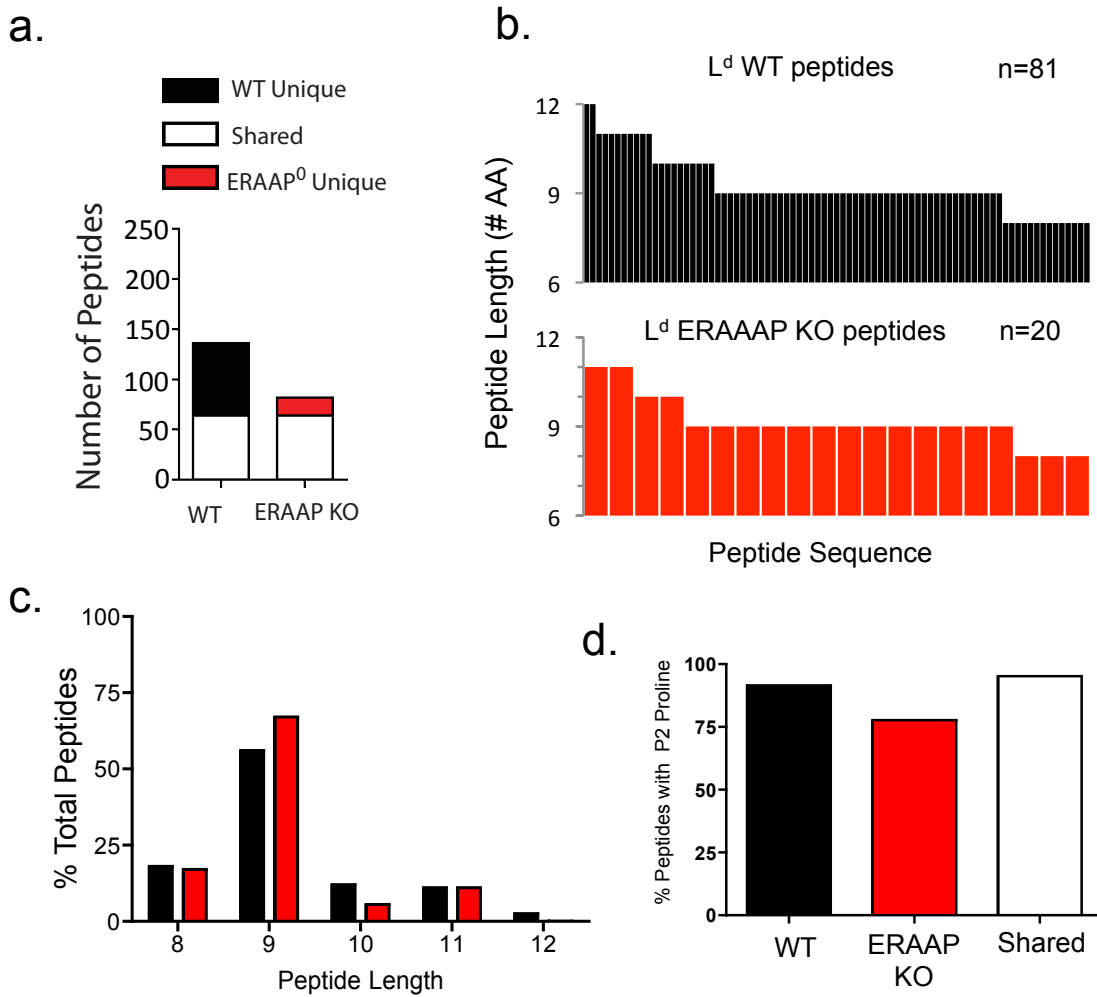 a.
WT Unique
Shared
ERAAP⁰ Unique
Number of Peptides
250
200
150
100
50
0
WT
ERAAP KO
b.
Lᵈ WT peptides
n=81
12
9
6
Peptide Length (# AA)
Lᵈ ERAAAP KO peptides
n=20
12
9
6
Peptide Sequence
c.
% Total Peptides
100
75
50
25
0
8
9
10
11
12
Peptide Length
d.
% Peptides with P2 Proline
100
75
50
25
0
WT
ERAAP
KO
Shared